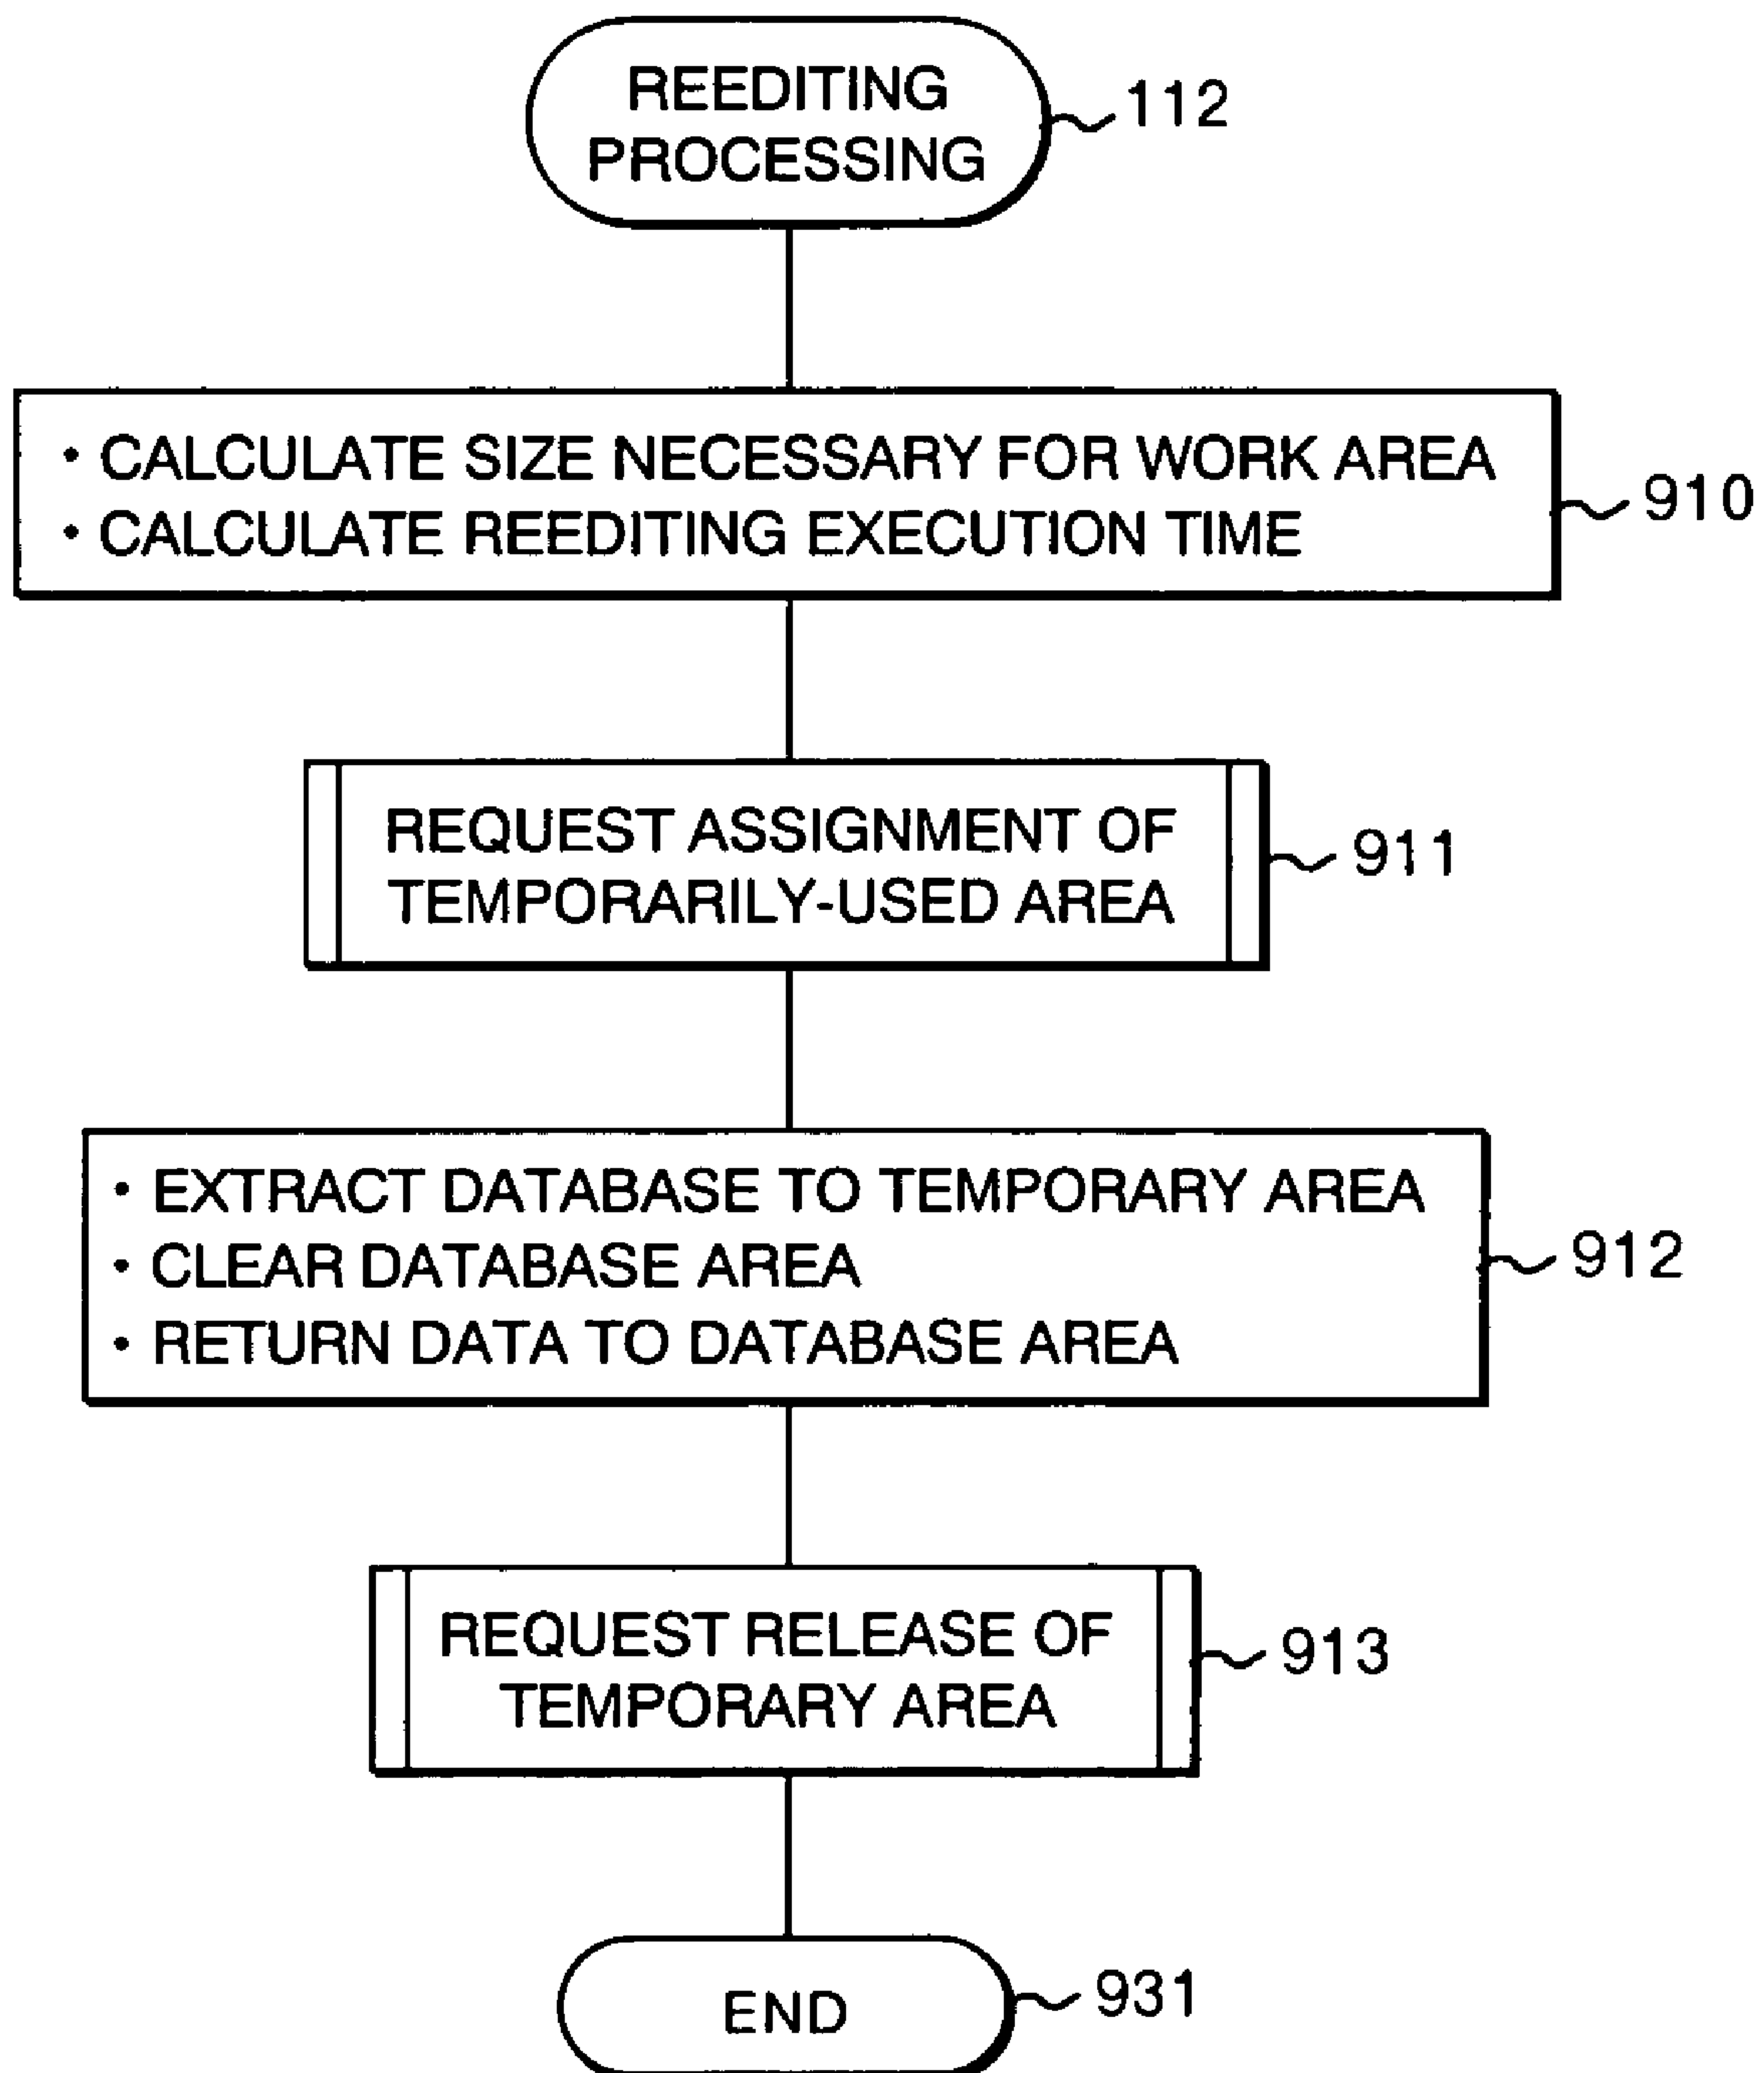 REEDITING
PROCESSING
112
• CALCULATE SIZE NECESSARY FOR WORK AREA
• CALCULATE REEDITING EXECUTION TIME
910
REQUEST ASSIGNMENT OF
TEMPORARILY-USED AREA
911
• EXTRACT DATABASE TO TEMPORARY AREA
• CLEAR DATABASE AREA
• RETURN DATA TO DATABASE AREA
912
REQUEST RELEASE OF
TEMPORARY AREA
913
END
931